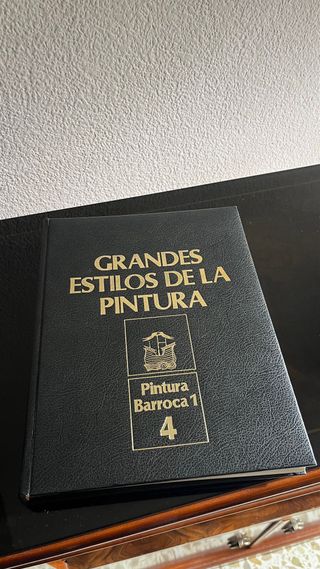 GRANDES
ESTILOS DE LA
PINTURA
Pintura
Barroca 1
4